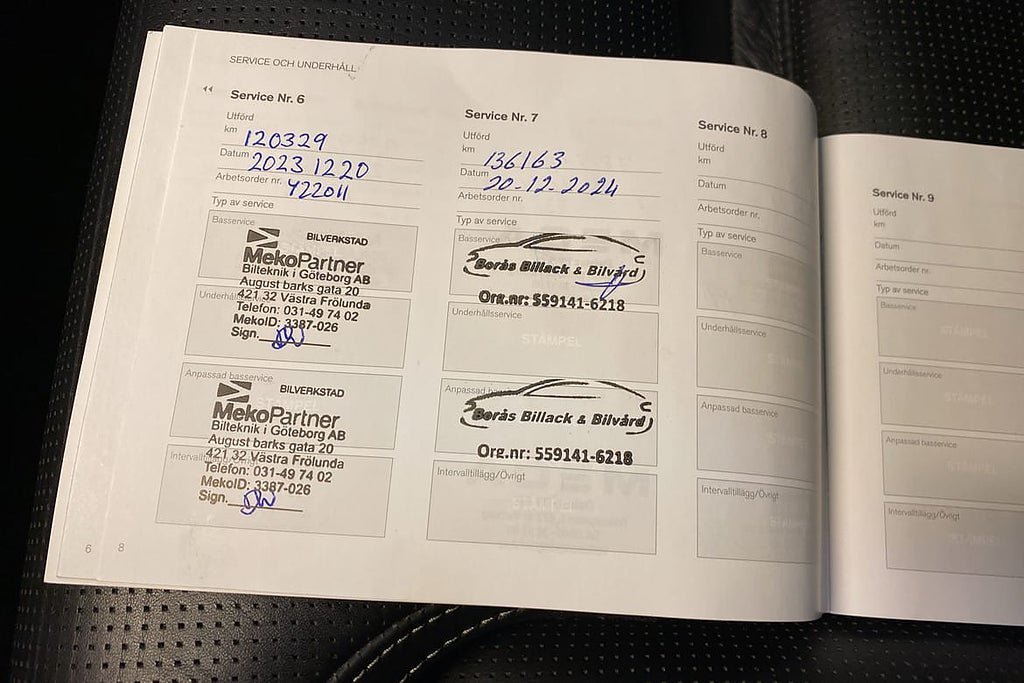 SERVICE OCH UNDERHÅLL
Service Nr. 6
Utförd
km 120329
Datum 20231220
Arbetsorder nr. 422011
Typ av service
Basservice
BILVERKSTAD
MekoPartner
Bilteknik i Göteborg AB
August barks gata 20
421 32 Västra Frölunda
Telefon: 031-49 74 02
MekoID: 3387-026
Sign.
Underhållsservice
Anpassad basservice
BILVERKSTAD
MekoPartner
Bilteknik i Göteborg AB
August barks gata 20
421 32 Västra Frölunda
Telefon: 031-49 74 02
MekoID: 3387-026
Sign.
6
8
Service Nr. 7
Utförd
km 136163
Datum 20-12-2024
Arbetsorder nr.
Typ av service
Basservice
Borås Billack & Bilvård
Org.nr: 559141-6218
Underhållsservice
STÄMPEL
Anpassad
Borås Billack & Bilvård
Org.nr: 559141-6218
Intervalltillägg/Övrigt
Service Nr. 8
Utförd
km
Datum
Arbetsorder nr.
Typ av service
Basservice
Underhållsservice
Anpassad basservice
Intervalltillägg/Övrigt
Service Nr. 9
Utförd
km
Datum
Arbetsorder nr.
Typ av service
Basservice
STÄMPEL
Underhållsservice
STÄMPEL
Anpassad basservice
STÄMPEL
Intervalltillägg/Övrigt
STÄMPEL